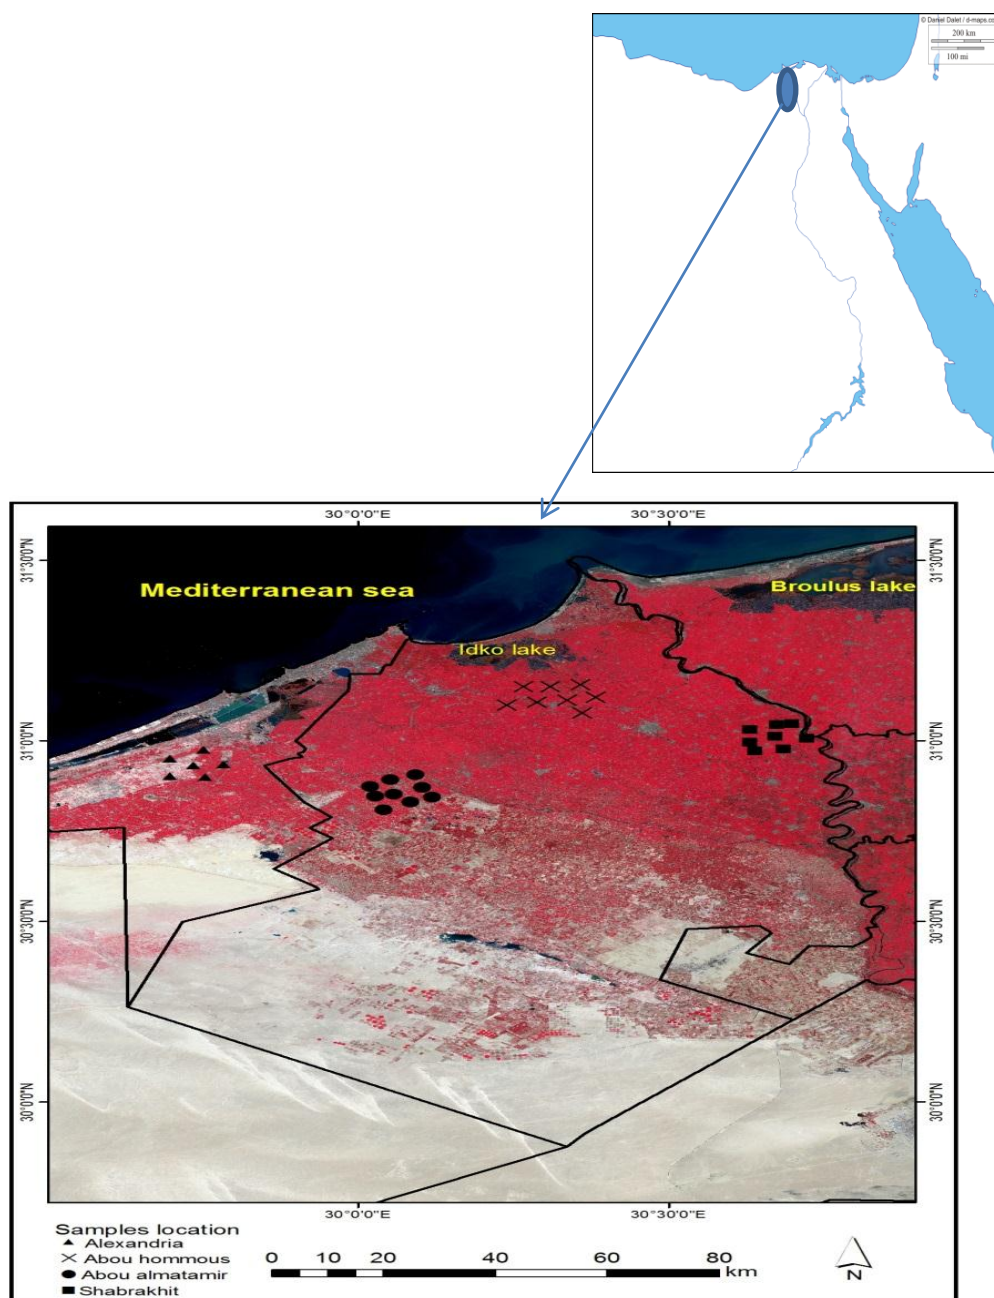 © Daniel Dalet / d-maps.co
200 km
100 mi
30°0'0"E 30°30'0"E
31°30'0"N 31°30'0"N
Mediterranean sea
Broulus lake
Idko lake
31°0'0"N 31°0'0"N
30°30'0"N 30°30'0"N
30°0'0"N 30°0'0"N
30°0'0"E 30°30'0"E
Samples location
Alexandria
Abou hommous
Abou almatamir
Shabrakhit
0 10 20 40 60 80
km
N